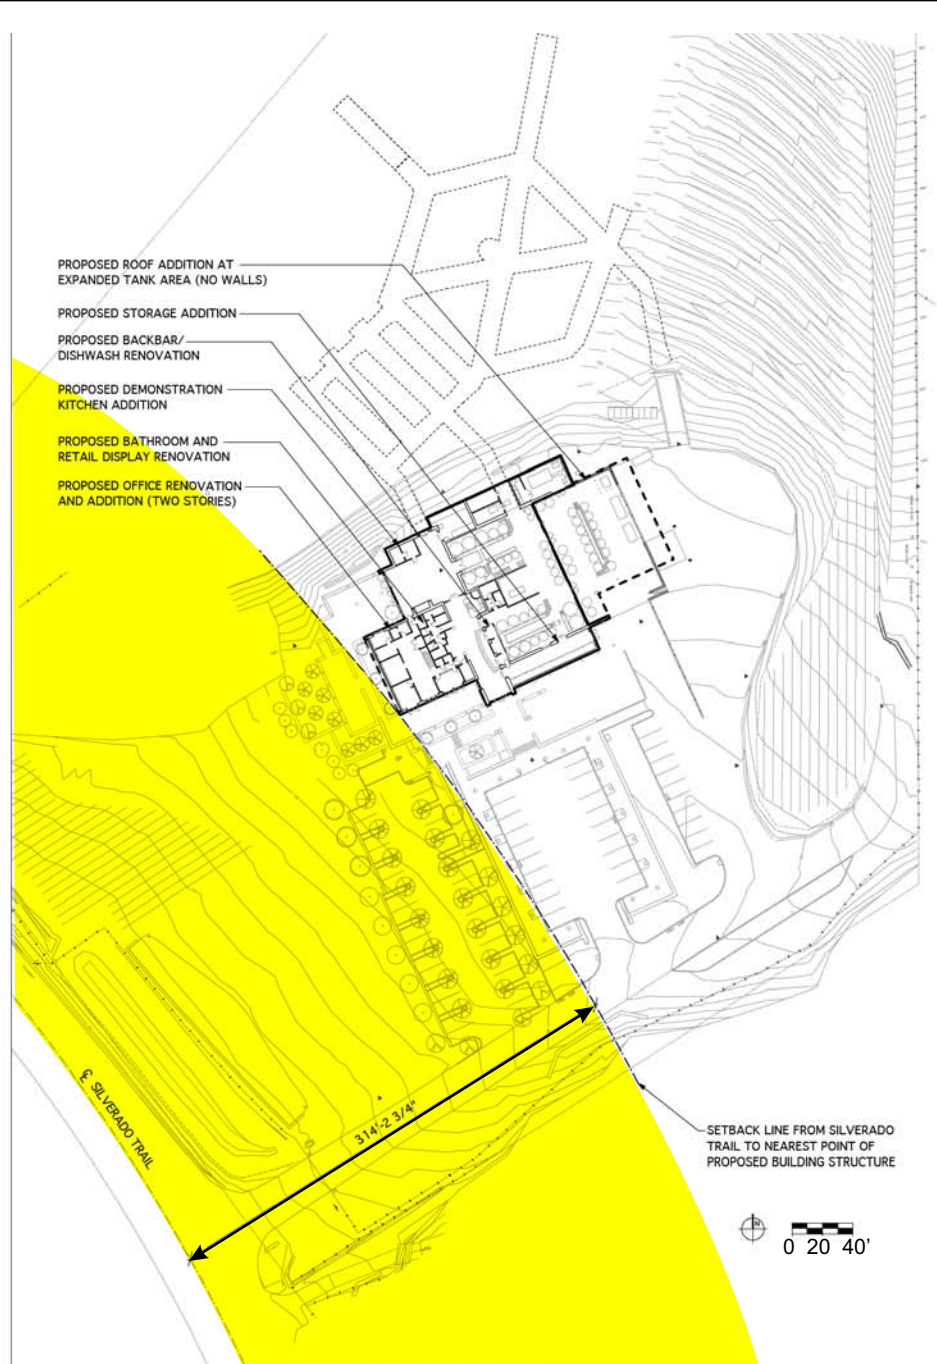 PROPOSED ROOF ADDITION AT
EXPANDED TANK AREA (NO WALLS)
PROPOSED STORAGE ADDITION
PROPOSED BACKBAR/
DISHWASH RENOVATION
PROPOSED DEMONSTRATION
KITCHEN ADDITION
PROPOSED BATHROOM AND
RETAIL DISPLAY RENOVATION
PROPOSED OFFICE RENOVATION
AND ADDITION (TWO STORIES)
℄ SILVERADO TRAIL
314'-2 3/4"
SETBACK LINE FROM SILVERADO
TRAIL TO NEAREST POINT OF
PROPOSED BUILDING STRUCTURE
N
0 20 40'